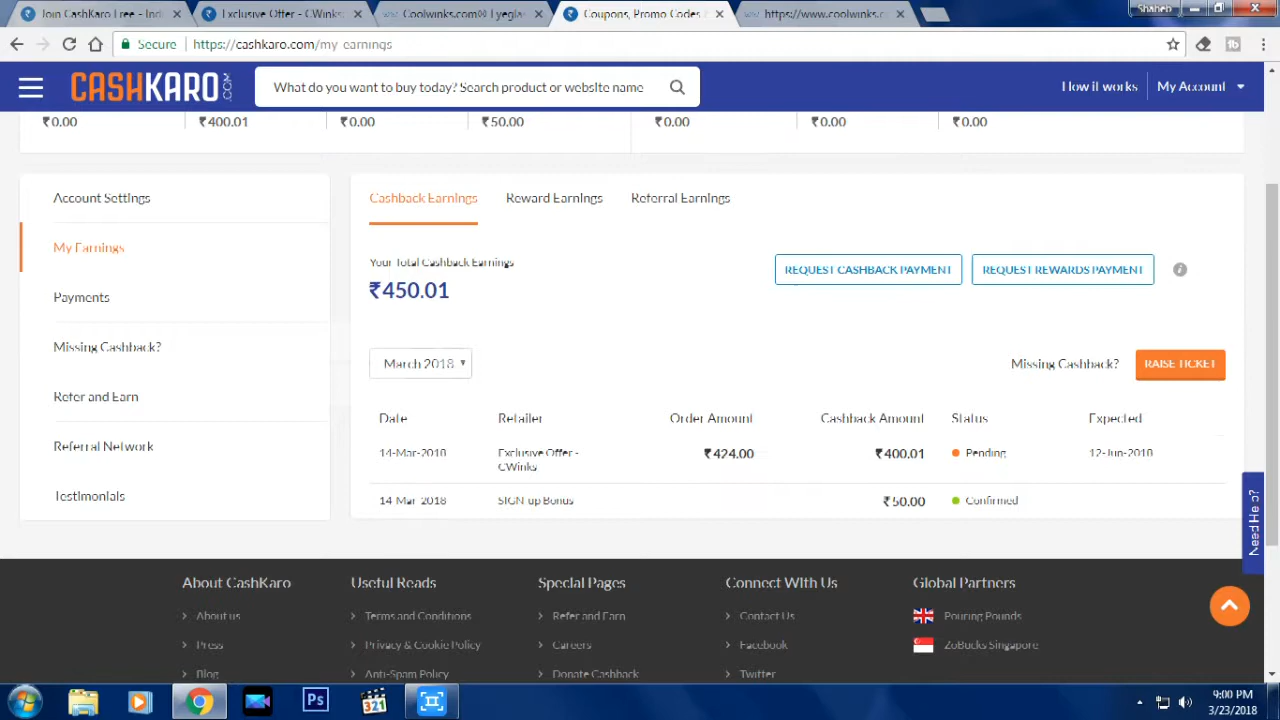 Join CashKaro Free - Indi
Exclusive Offer - CWinks
Coolwinks.com® | Eyegla
Coupons, Promo Codes
https://www.coolwinks.c
Shaheb
Secure
https://cashkaro.com/my-earnings
CASHKARO.COM
What do you want to buy today? Search product or website name
How it works
My Account
₹0.00 ₹400.01 ₹0.00 ₹50.00 ₹0.00 ₹0.00 ₹0.00
Account Settings
My Earnings
Payments
Missing Cashback?
Refer and Earn
Referral Network
Testimonials
Cashback Earnings Reward Earnings Referral Earnings
Your Total Cashback Earnings
₹450.01
REQUEST CASHBACK PAYMENT
REQUEST REWARDS PAYMENT
i
March 2018
Missing Cashback?
RAISE TICKET
Date Retailer Order Amount Cashback Amount Status Expected
14-Mar-2018 Exclusive Offer - ₹424.00 ₹400.01 Pending 12-Jun-2018
CWinks
14-Mar-2018 SIGN-up Bonus ₹50.00 Confirmed
Need Help?
About CashKaro
About us
Press
Blog
Useful Reads
Terms and Conditions
Privacy & Cookie Policy
Anti-Spam Policy
Special Pages
Refer and Earn
Careers
Donate Cashback
Connect With Us
Contact Us
Facebook
Twitter
Global Partners
Pouring Pounds
ZoBucks Singapore
Ps
321
9:00 PM
3/23/2018